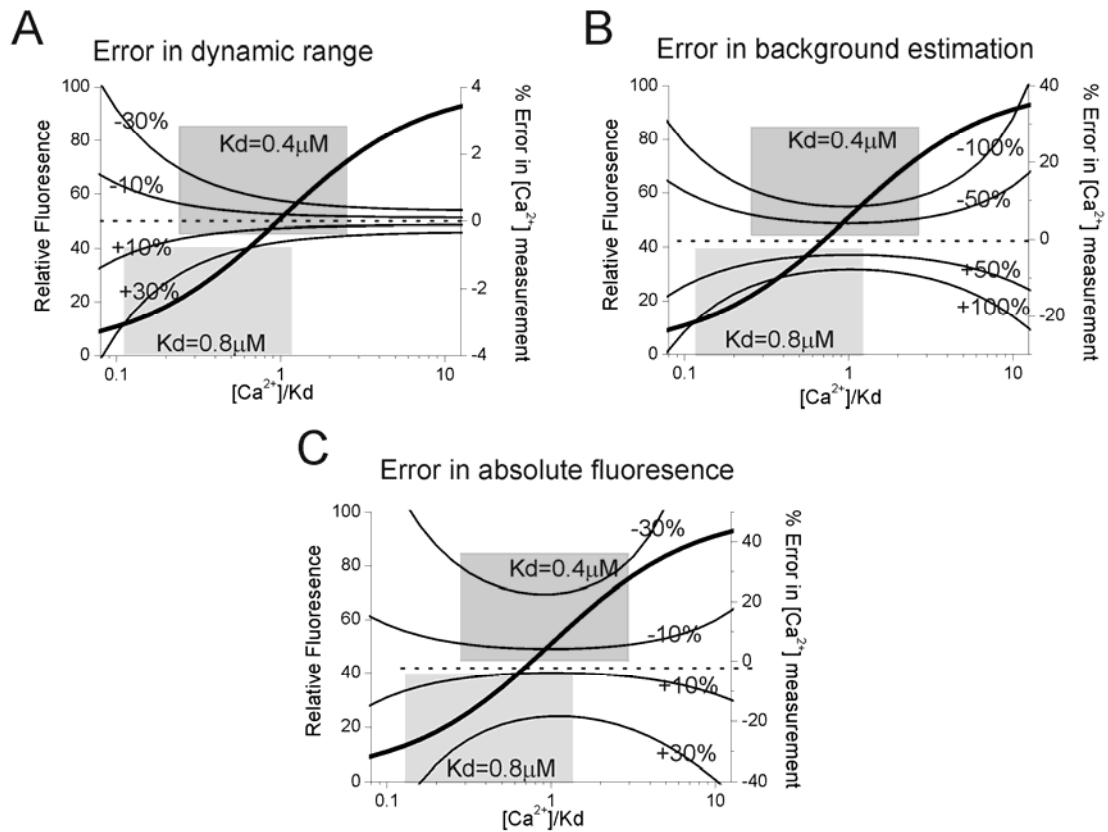 A
Error in dynamic range
Relative Fluoresence
100
80
60
40
20
0
-30%
-10%
+10%
+30%
Kd=0.4μM
Kd=0.8μM
4
2
0
-2
-4
% Error in [Ca2+] measurement
0.1
1
10
[Ca2+]/Kd
B
Error in background estimation
Relative Fluoresence
100
80
60
40
20
0
Kd=0.4μM
-100%
-50%
+50%
+100%
Kd=0.8μM
40
20
0
-20
% Error in [Ca2+] measurement
0.1
1
10
[Ca2+]/Kd
C
Error in absolute fluoresence
Relative Fluoresence
100
80
60
40
20
0
-30%
Kd=0.4μM
-10%
+10%
+30%
Kd=0.8μM
40
20
0
-20
-40
% Error in [Ca2+] measurement
0.1
1
10
[Ca2+]/Kd